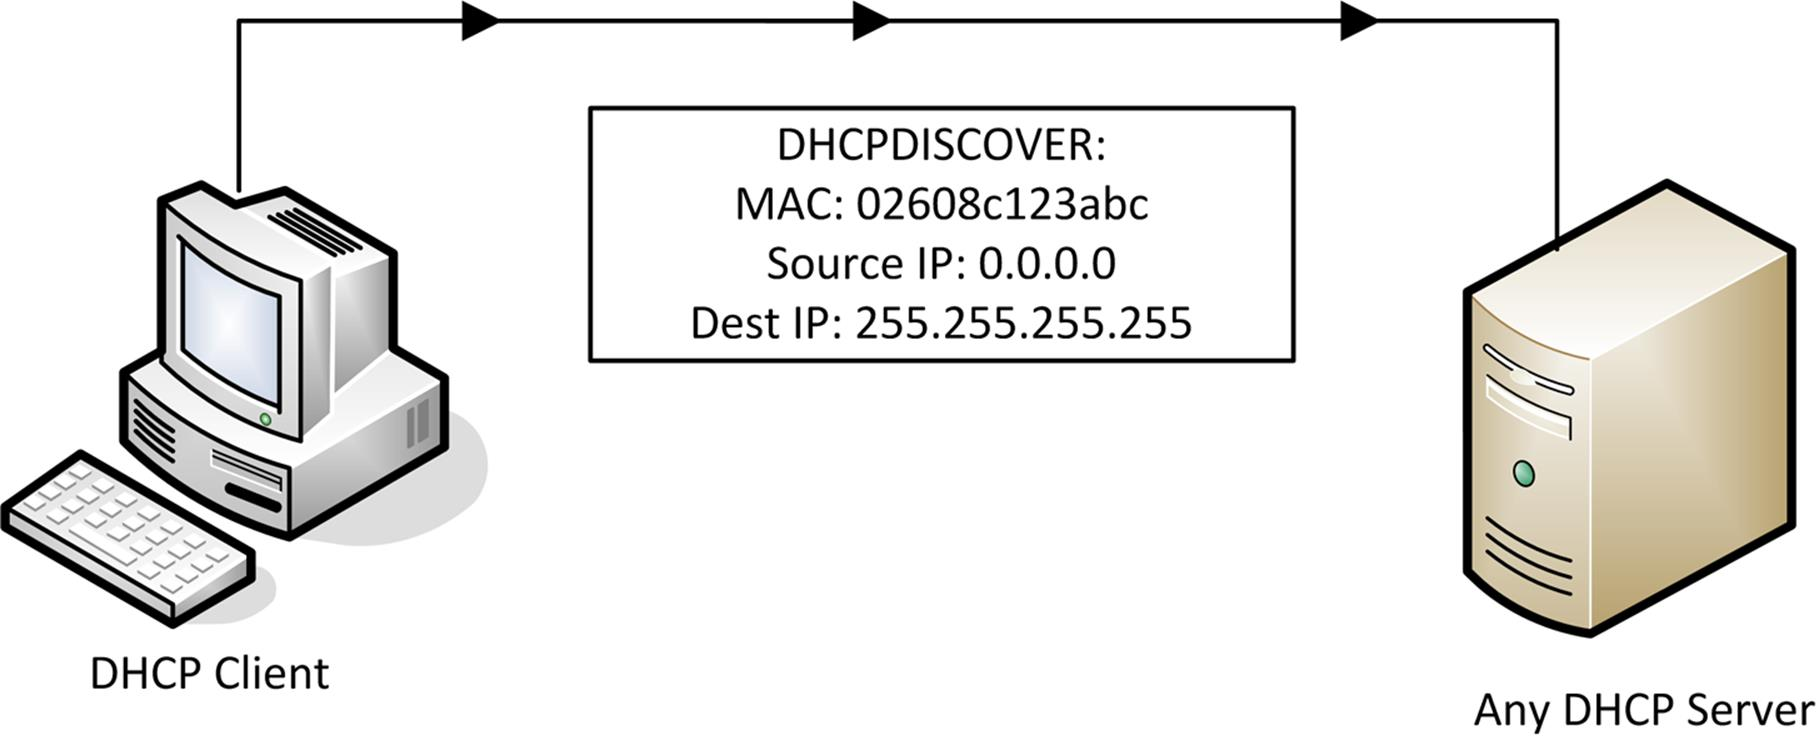 DHCPDISCOVER:
MAC: 02608c123abc
Source IP: 0.0.0.0
Dest IP: 255.255.255.255
DHCP Client
Any DHCP Server